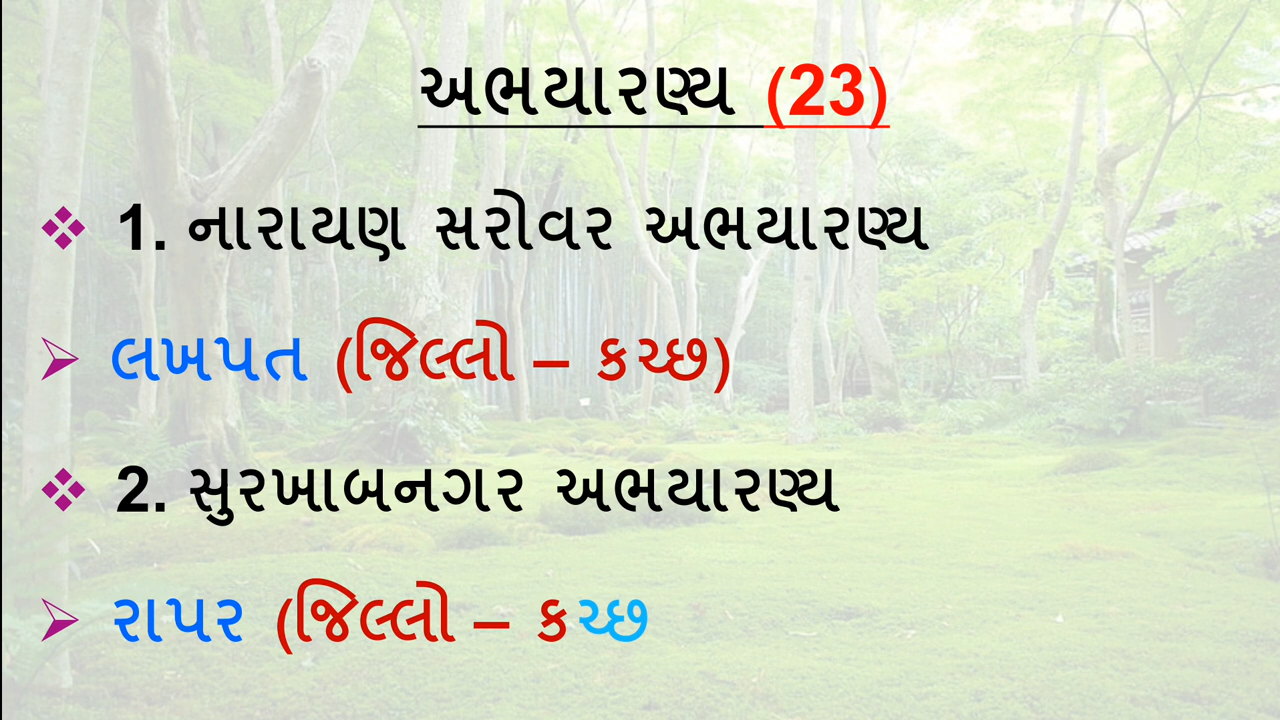 અભયારણ્ય (23)
❖ 1. નારાયણ સરોવર અભયારણ્ય
➢ લખપત (જિલ્લો – કચ્છ)
❖ 2. સુરખાબનગર અભયારણ્ય
➢ રાપર (જિલ્લો – કચ્છ